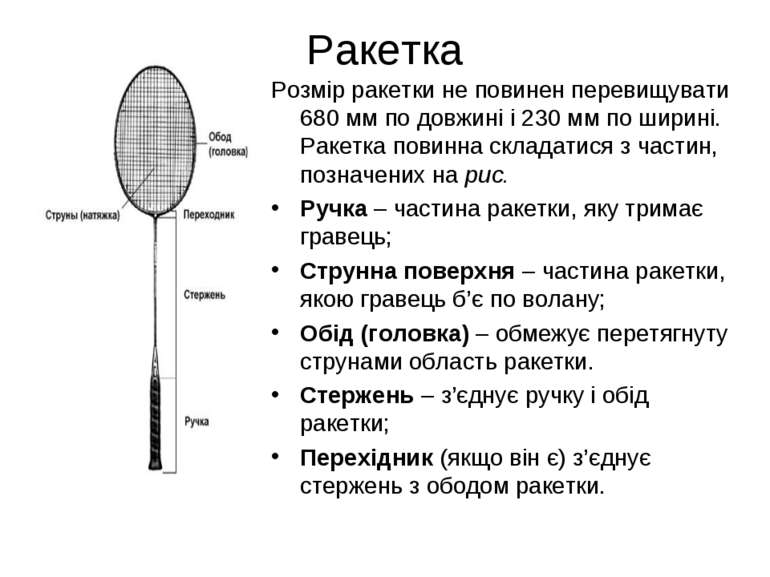 Ракетка
Розмір ракетки не повинен перевищувати
680 мм по довжині і 230 мм по ширині.
Ракетка повинна складатися з частин,
позначених на рис.
• Ручка – частина ракетки, яку тримає
гравець;
• Струнна поверхня – частина ракетки,
якою гравець б’є по волану;
• Обід (головка) – обмежує перетягнуту
струнами область ракетки.
• Стержень – з’єднує ручку і обід
ракетки;
• Перехідник (якщо він є) з’єднує
стержень з ободом ракетки.
Обод
(головка)
Струны (натяжка)
Переходник
Стержень
Ручка